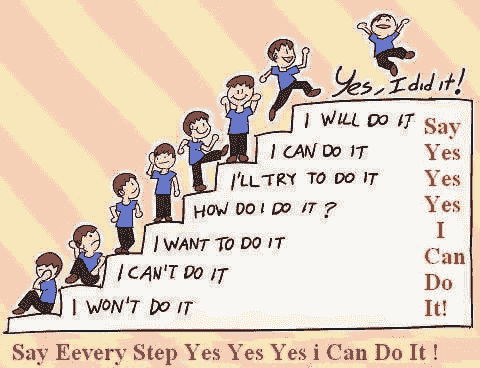 Yes, I did it!
I WILL DO IT
I CAN DO IT
I'LL TRY TO DO IT
HOW DO I DO IT?
I WANT TO DO IT
I CAN'T DO IT
I WON'T DO IT
Say
Yes
Yes
Yes
I
Can
Do
It!
Say Eevery Step Yes Yes Yes i Can Do It !